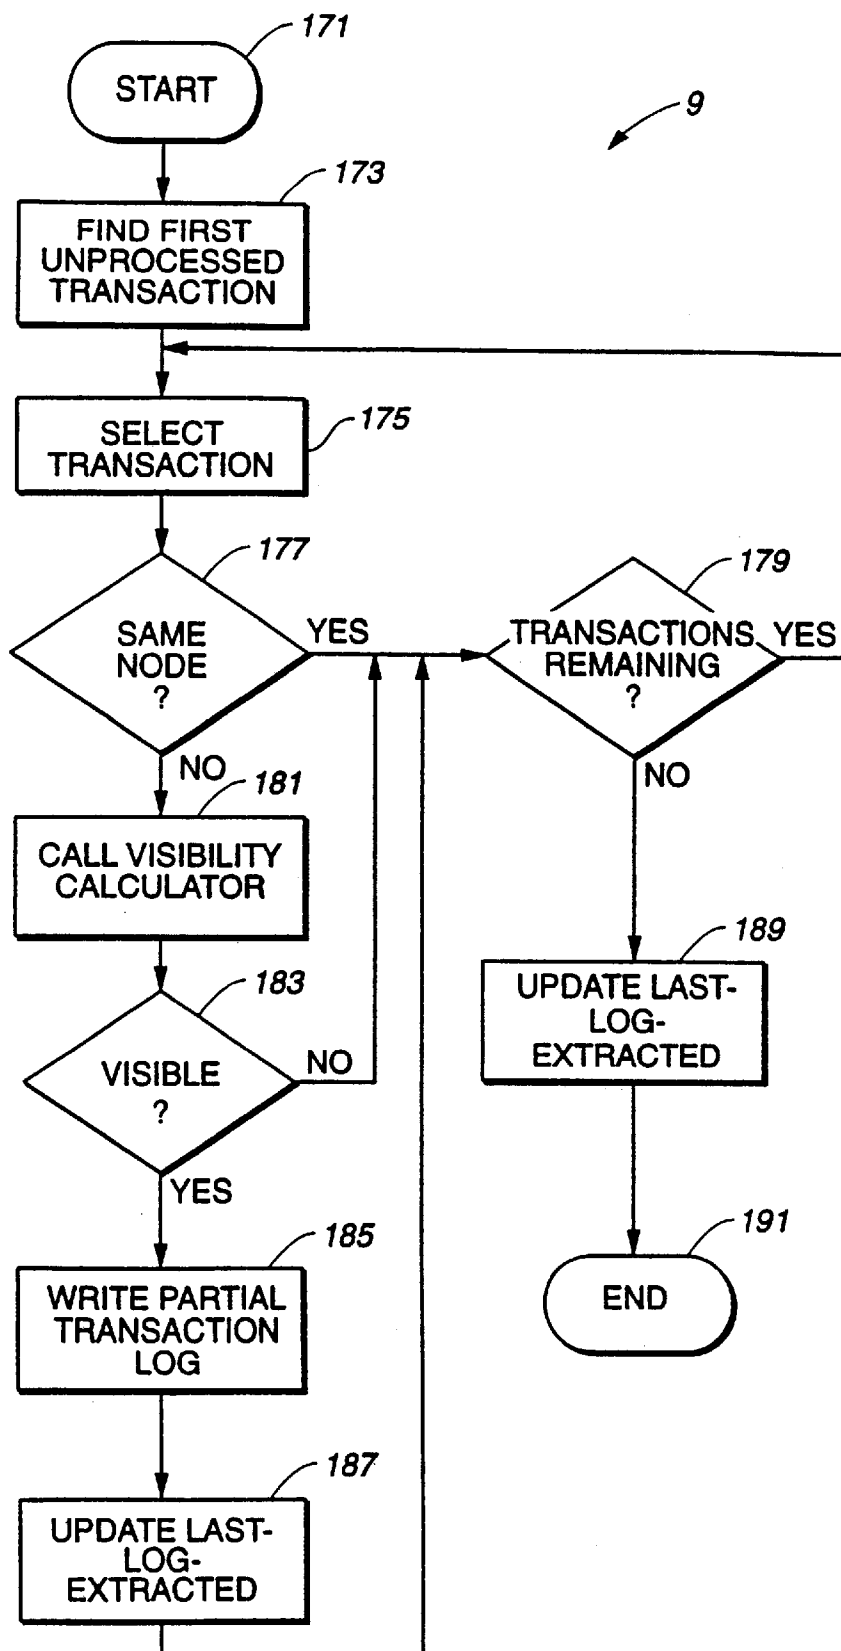 171
START
9
173
FIND FIRST
UNPROCESSED
TRANSACTION
175
SELECT
TRANSACTION
177
SAME
NODE
?
YES
NO
179
TRANSACTIONS
REMAINING
?
YES
NO
181
CALL VISIBILITY
CALCULATOR
183
VISIBLE
?
NO
YES
189
UPDATE LAST-
LOG-
EXTRACTED
185
WRITE PARTIAL
TRANSACTION
LOG
191
END
187
UPDATE LAST-
LOG-
EXTRACTED